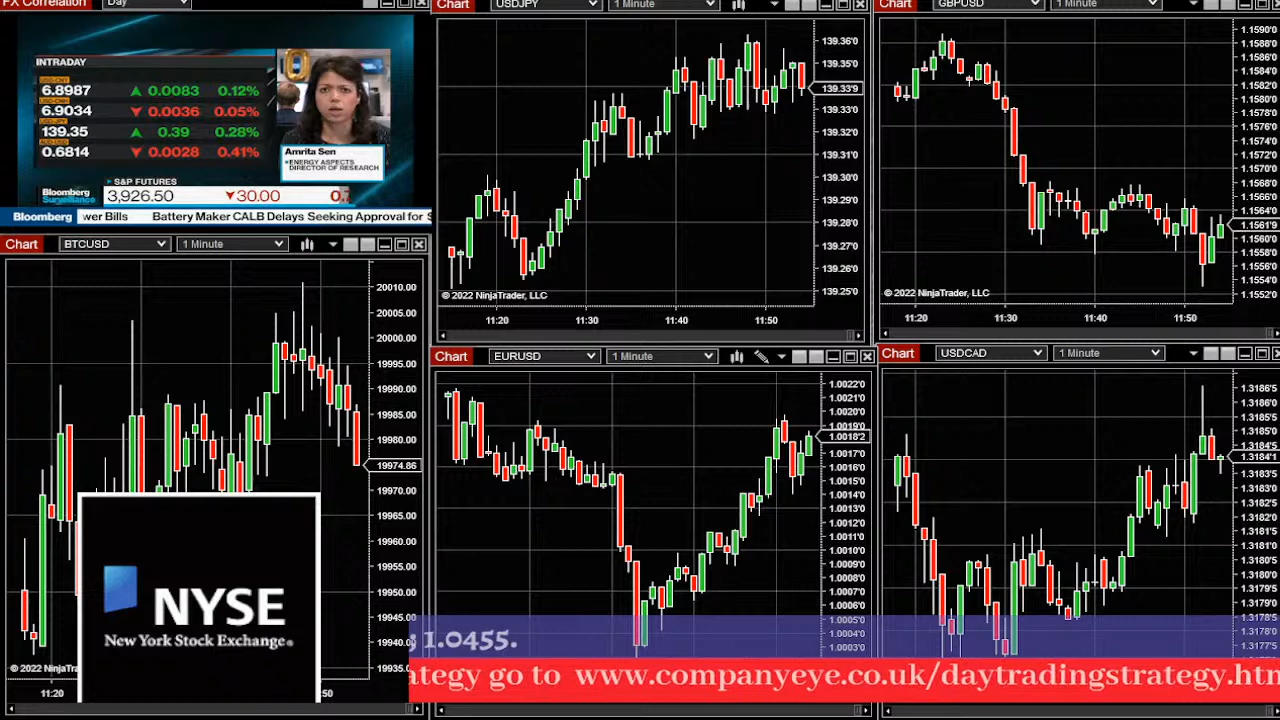 FX Correlation Day
Chart USDJPY 1 Minute
Chart GBPUSD 1 Minute
INTRADAY
USD-CNY
6.8987 0.0083 0.12%
USD-CNH
6.9034 0.0036 0.05%
USD-JPY
139.35 0.39 0.28%
AUD-USD
0.6814 0.0028 0.41%
Amrita Sen
ENERGY ASPECTS
DIRECTOR OF RESEARCH
S&P FUTURES
Bloomberg
Surveillance
3,926.50 30.00
Bloomberg wer Bills Battery Maker CALB Delays Seeking Approval for S
139.36'0
139.35'0
139.33'9
139.33'0
139.32'0
139.31'0
139.29'0
139.28'0
139.27'0
139.26'0
139.25'0
© 2022 NinjaTrader, LLC
11:20 11:30 11:40 11:50
1.1590'0
1.1588'0
1.1586'0
1.1584'0
1.1582'0
1.1580'0
1.1578'0
1.1576'0
1.1574'0
1.1572'0
1.1570'0
1.1568'0
1.1566'0
1.1564'0
1.1561'9
1.1560'0
1.1558'0
1.1556'0
1.1554'0
1.1552'0
© 2022 NinjaTrader, LLC
11:20 11:30 11:40 11:50
Chart BTCUSD 1 Minute
20010.00
20005.00
20000.00
19995.00
19990.00
19985.00
19980.00
19974.86
19970.00
19965.00
19960.00
19955.00
19950.00
19945.00
19940.00
19935.00
© 2022 NinjaTra
11:20 :50
NYSE
New York Stock Exchange®
Chart EURUSD 1 Minute
1.0022'0
1.0021'0
1.0020'0
1.0019'0
1.0018'2
1.0017'0
1.0016'0
1.0015'0
1.0014'0
1.0013'0
1.0012'0
1.0011'0
1.0010'0
1.0009'0
1.0008'0
1.0007'0
1.0006'0
1.0005'0
1.0004'0
1.0003'0
Chart USDCAD 1 Minute
1.3186'5
1.3186'0
1.3185'5
1.3185'0
1.3184'1
1.3183'5
1.3183'0
1.3182'5
1.3182'0
1.3181'5
1.3181'0
1.3180'5
1.3180'0
1.3179'5
1.3179'0
1.3178'5
1.3178'0
1.3177'5
; 1.0455.
ategy go to www.companyeye.co.uk/daytradingstrategy.htm